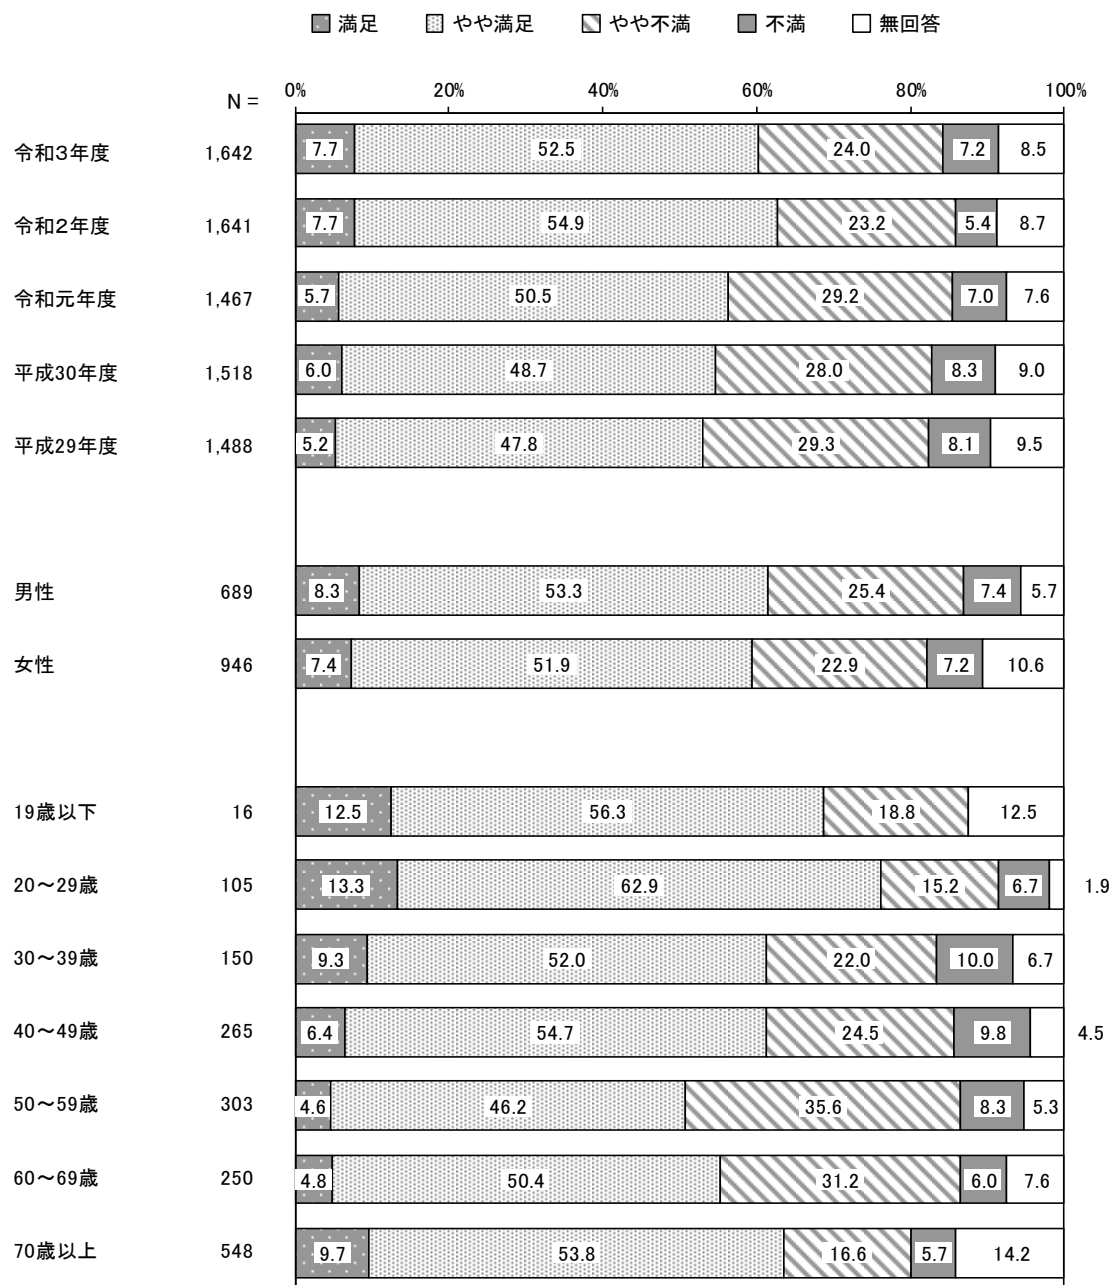 満足 やや満足 やや不満 不満 無回答
N = 0% 20% 40% 60% 80% 100%
令和3年度 1,642 7.7 52.5 24.0 7.2 8.5
令和2年度 1,641 7.7 54.9 23.2 5.4 8.7
令和元年度 1,467 5.7 50.5 29.2 7.0 7.6
平成30年度 1,518 6.0 48.7 28.0 8.3 9.0
平成29年度 1,488 5.2 47.8 29.3 8.1 9.5
男性 689 8.3 53.3 25.4 7.4 5.7
女性 946 7.4 51.9 22.9 7.2 10.6
19歳以下 16 12.5 56.3 18.8 12.5
20～29歳 105 13.3 62.9 15.2 6.7 1.9
30～39歳 150 9.3 52.0 22.0 10.0 6.7
40～49歳 265 6.4 54.7 24.5 9.8 4.5
50～59歳 303 4.6 46.2 35.6 8.3 5.3
60～69歳 250 4.8 50.4 31.2 6.0 7.6
70歳以上 548 9.7 53.8 16.6 5.7 14.2